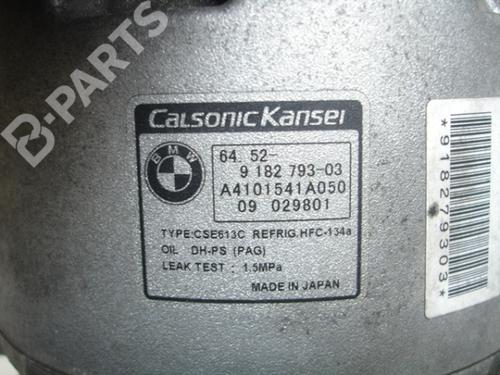 B-PARTS
CalsonicKansei
BMW
64. 52-
9 182 793-03
A4101541A050
09 029801
TYPE:CSE613C REFRIG.HFC-134a
OIL DH-PS (PAG)
LEAK TEST : 1.5MPa
MADE IN JAPAN
*918279303*